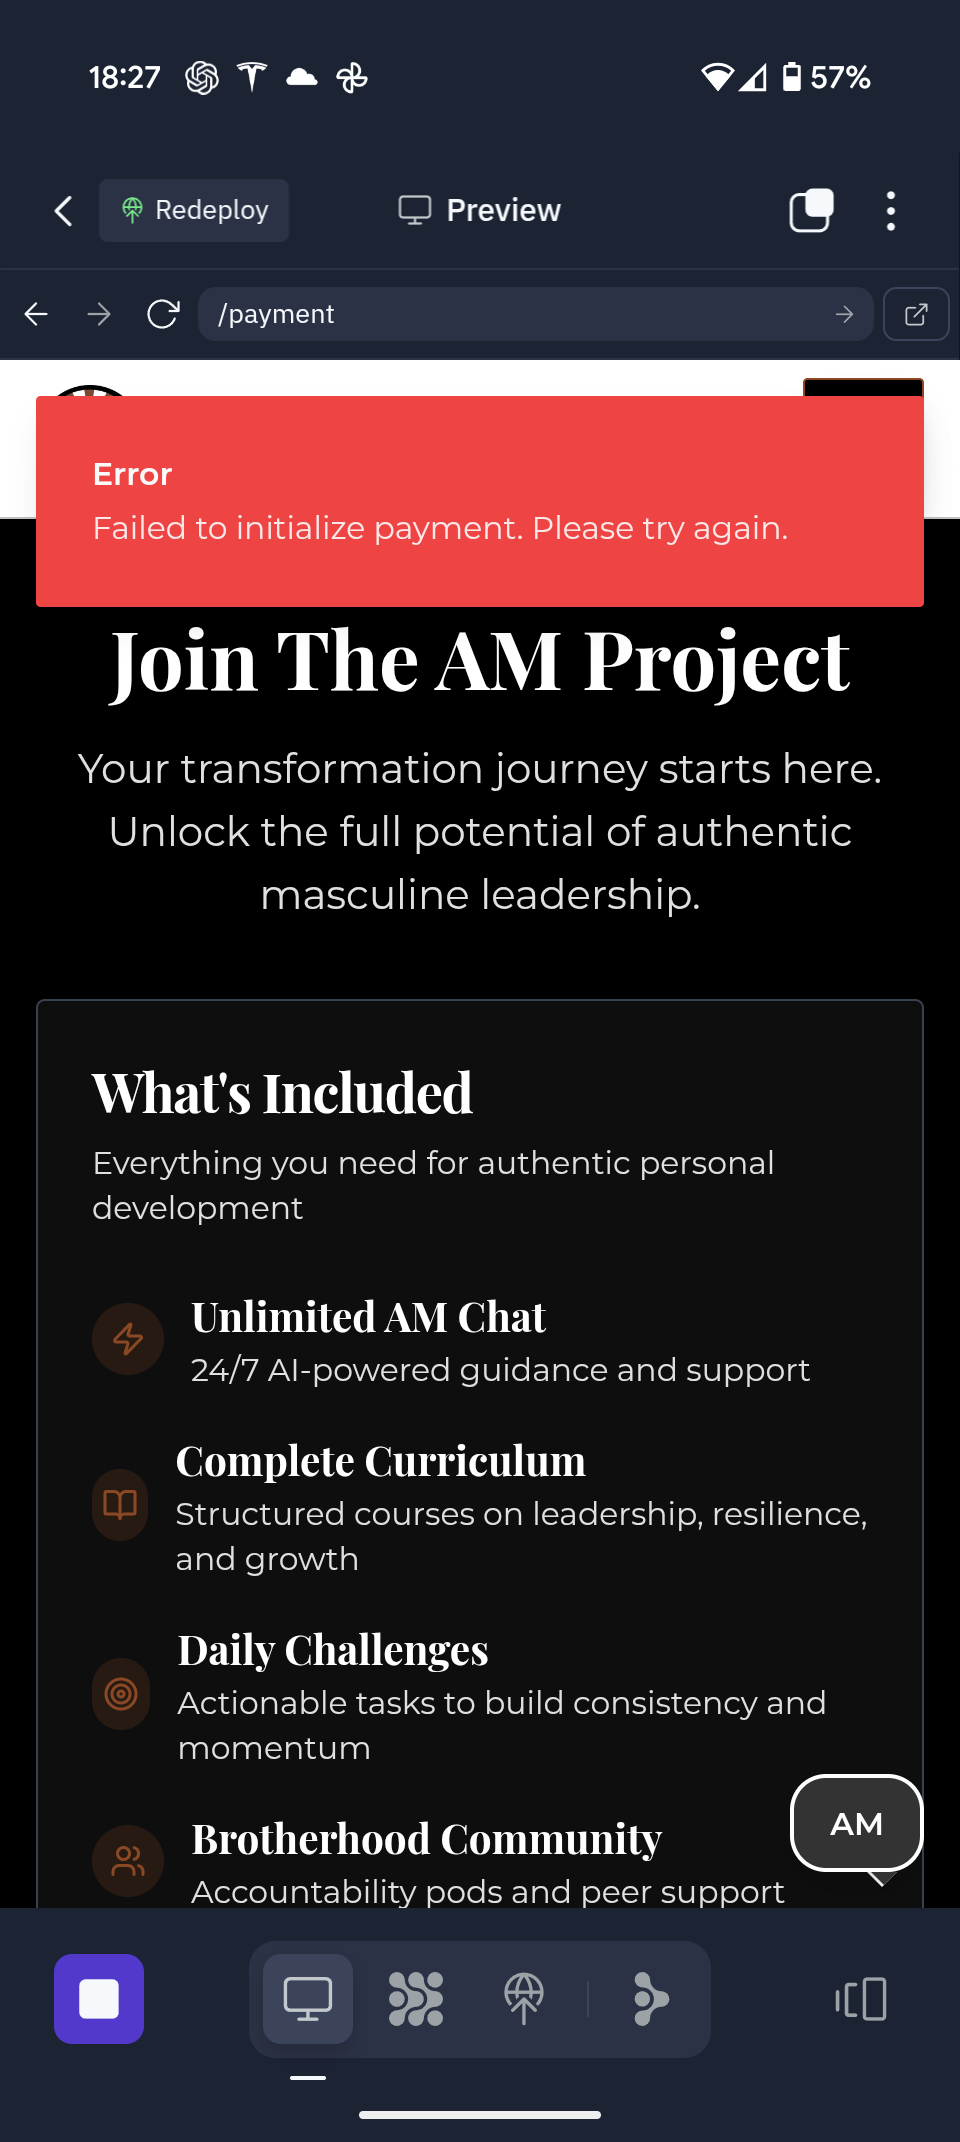 18:27
57%
Redeploy
Preview
/payment
Error
Failed to initialize payment. Please try again.
Join The AM Project
Your transformation journey starts here.
Unlock the full potential of authentic
masculine leadership.
What's Included
Everything you need for authentic personal
development
Unlimited AM Chat
24/7 AI-powered guidance and support
Complete Curriculum
Structured courses on leadership, resilience,
and growth
Daily Challenges
Actionable tasks to build consistency and
momentum
AM
Brotherhood Community
Accountability pods and peer support